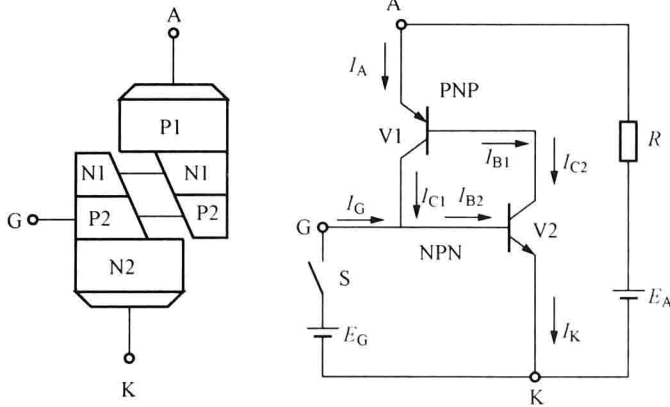 A
P1
N1
N1
P2
P2
G
N2
K
A
I_A
PNP
V1
R
I_B1
I_C2
I_G
I_C1
I_B2
G
NPN
V2
S
E_G
I_K
E_A
K